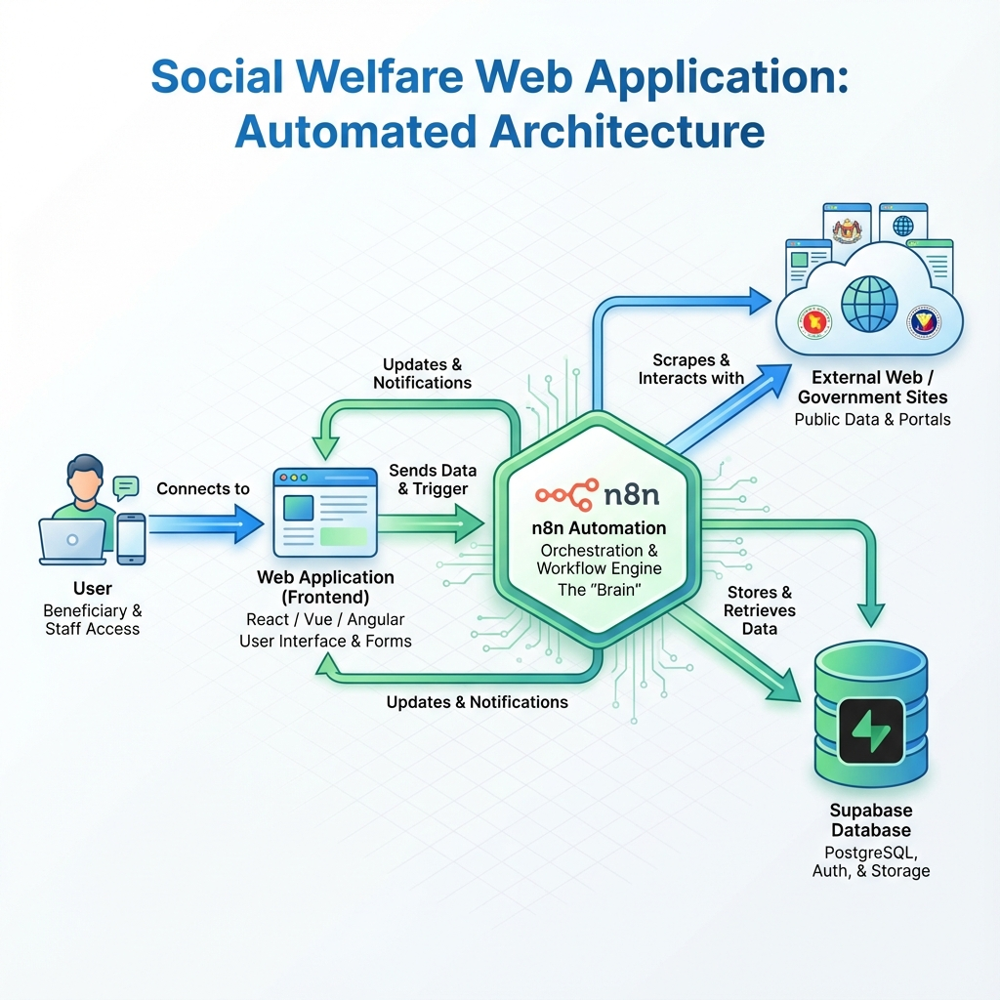 Social Welfare Web Application:
Automated Architecture
Updates &
Notifications
Scrapes &
Interacts with
External Web /
Government Sites
Public Data & Portals
Connects to
Sends Data
& Trigger
n8n
n8n Automation
Orchestration &
Workflow Engine
The "Brain"
User
Beneficiary &
Staff Access
Web Application
(Frontend)
React / Vue / Angular
User Interface & Forms
Stores &
Retrieves
Data
Updates & Notifications
Supabase
Database
PostgreSQL,
Auth, & Storage